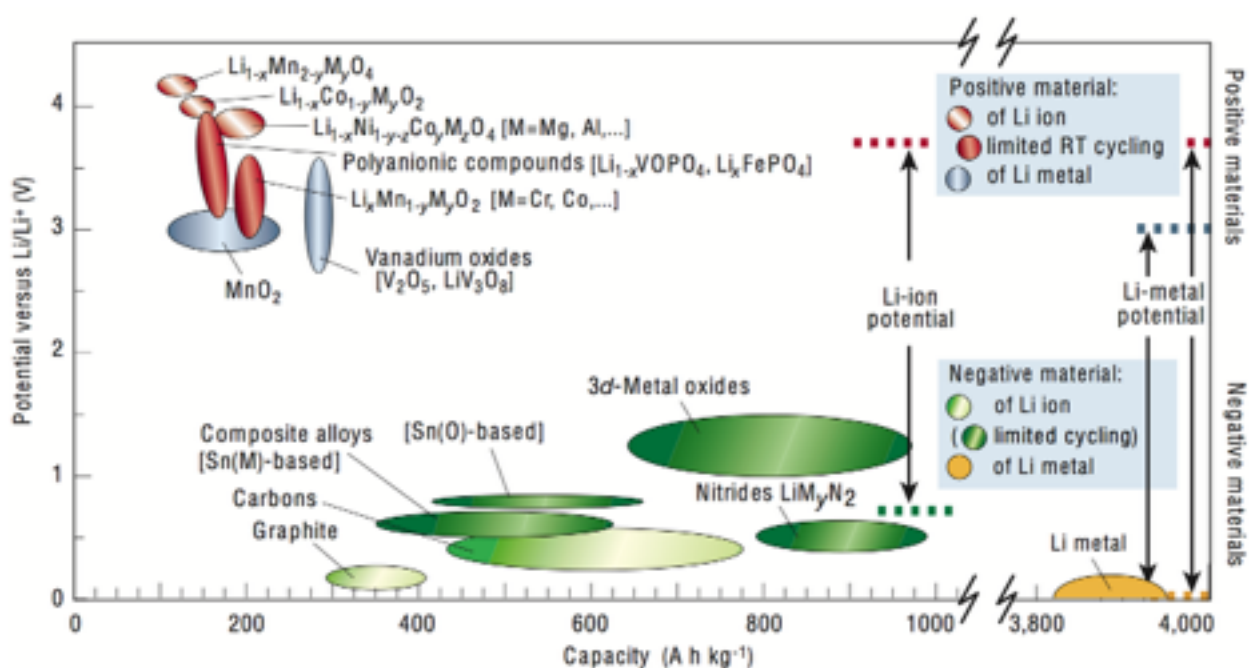 Li₁₋ₓMn₂₋yMyO₄
Li₁₋ₓCo₁₋yMyO₂
Li₁₋ₓNi₁₋y₋zCoyMzO₄ [M=Mg, Al,...]
Polyanionic compounds [Li₁₋ₓVOPO₄, LiₓFePO₄]
LiₓMn₁₋yMyO₂ [M=Cr, Co,...]
MnO₂
Vanadium oxides
[V₂O₅, LiV₃O₈]
Positive material:
of Li ion
limited RT cycling
of Li metal
Li-ion
potential
Li-metal
potential
Negative material:
of Li ion
( limited cycling)
of Li metal
3d-Metal oxides
[Sn(O)-based]
Composite alloys
[Sn(M)-based]
Carbons
Graphite
Nitrides LiMyN₂
Li metal
Potential versus Li/Li⁺ (V)
4
3
2
1
0
0
200
400
600
800
1000
3,800
4,000
Capacity (A h kg⁻¹)
Positive materials
Negative materials